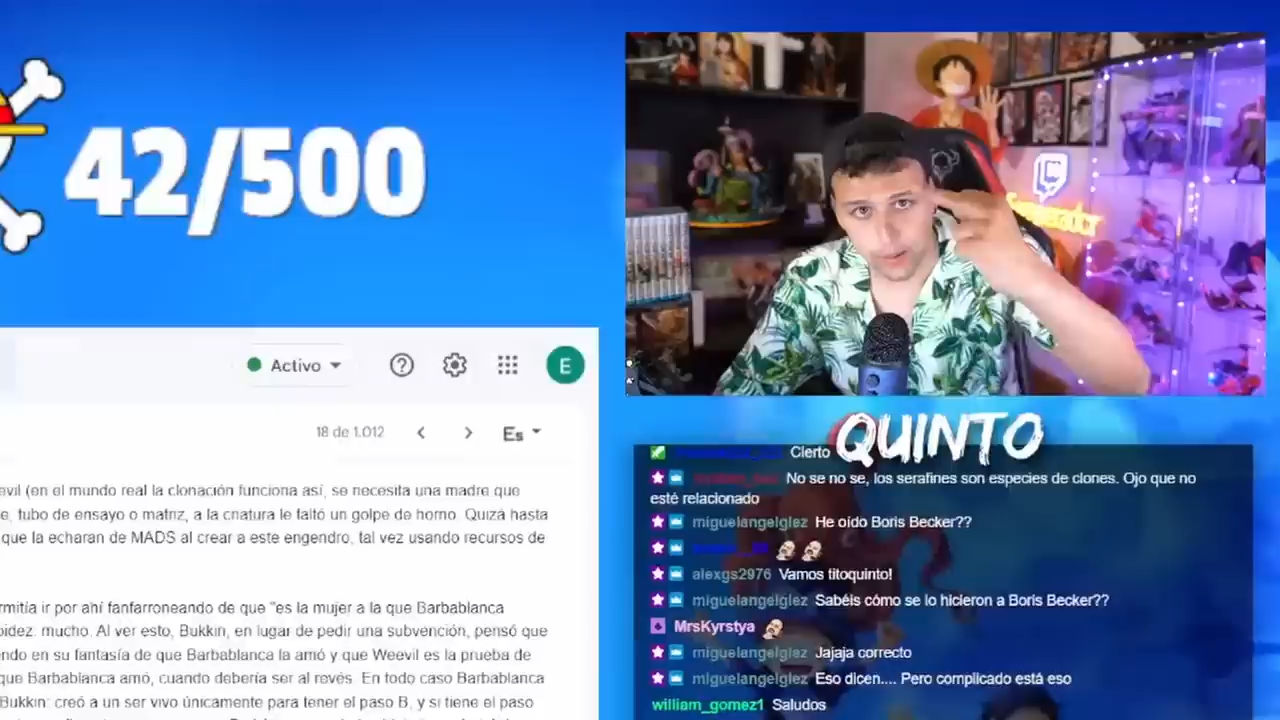 42/500
Activo
E
18 de 1.012
Es
evil (en el mundo real la clonación funciona así, se necesita una madre que
e, tubo de ensayo o matriz, a la criatura le faltó un golpe de horno. Quizá hasta
que la echaran de MADS al crear a este engendro, tal vez usando recursos de
rmitía ir por ahí fanfarroneando de que "es la mujer a la que Barbablanca
oidez. mucho. Al ver esto, Bukkin, en lugar de pedir una subvención, pensó que
ndo en su fantasía de que Barbablanca la amó y que Weevil es la prueba de
que Barbablanca amó, cuando debería ser al revés. En todo caso Barbablanca
Bukkin: creó a un ser vivo únicamente para tener el paso B, y si tiene el paso
QUINTO
Cierto
No se no se, los serafines son especies de clones. Ojo que no
esté relacionado
miguelangelglez He oído Boris Becker??
alexgs2976 Vamos titoquinto!
miguelangelglez Sabéis cómo se lo hicieron a Boris Becker??
MrsKyrstya
miguelangelglez Jajaja correcto
miguelangelglez Eso dicen.... Pero complicado está eso
william_gomez1 Saludos